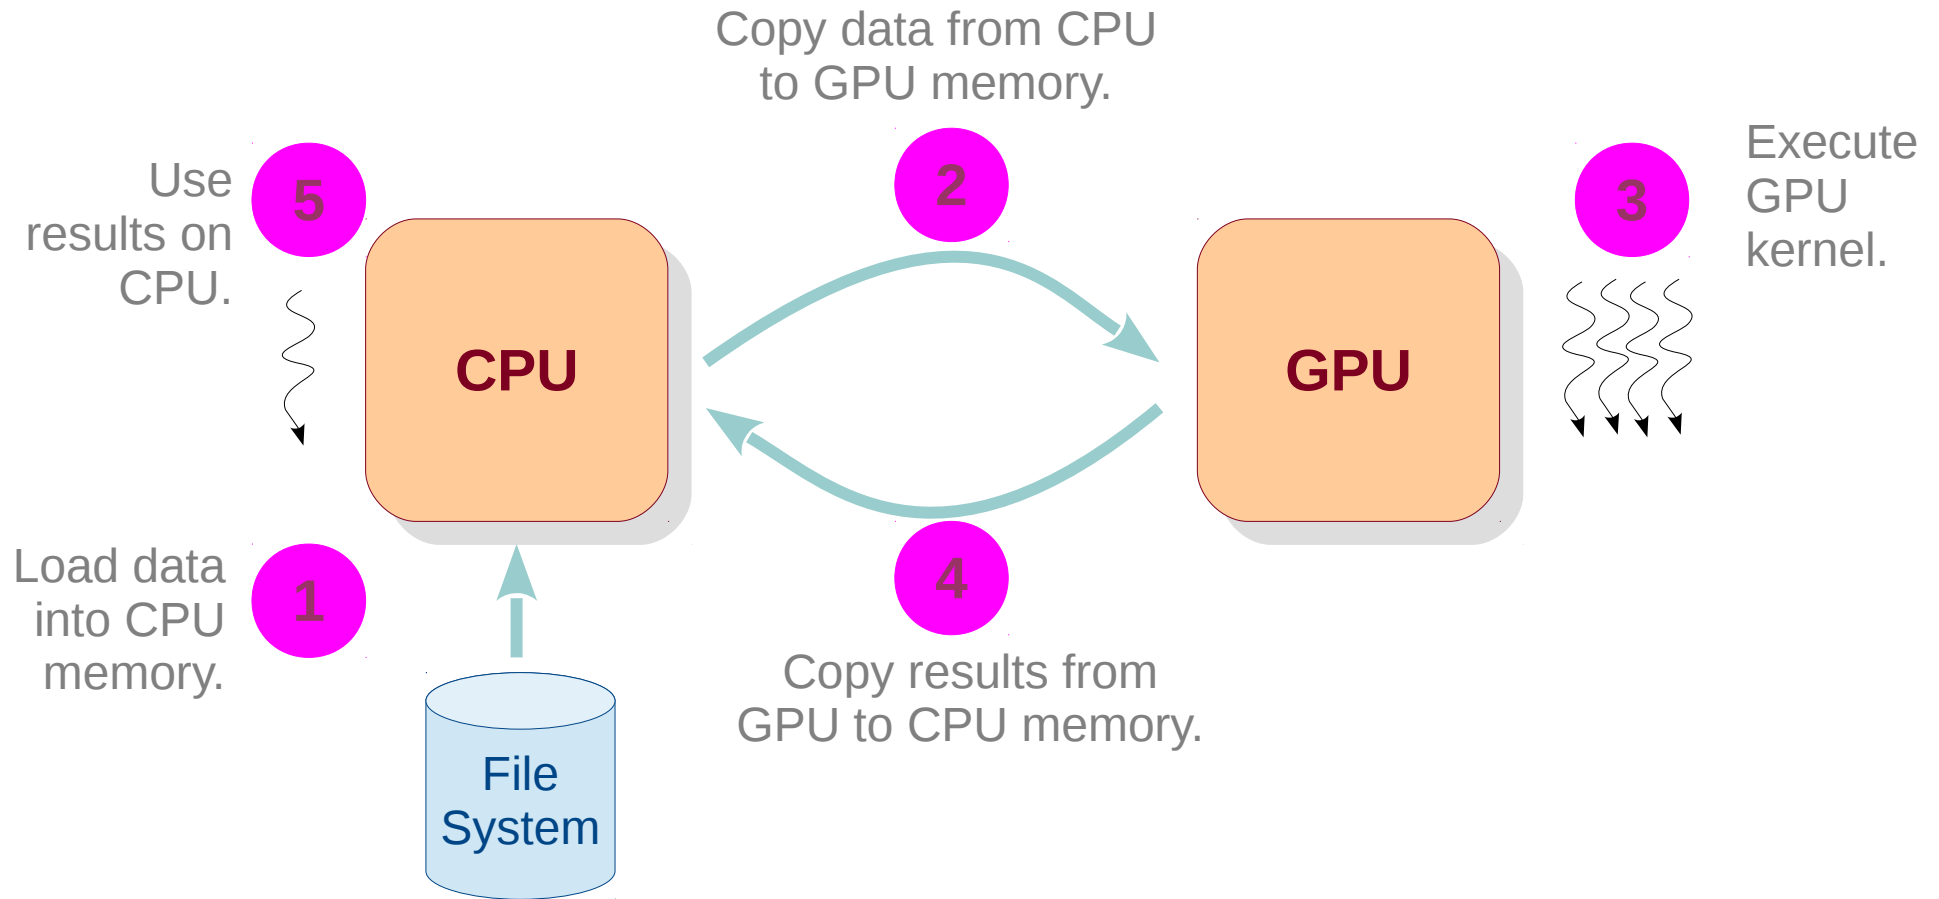 Copy data from CPU
to GPU memory.
2
Use
results on
CPU.
5
3
Execute
GPU
kernel.
CPU
GPU
Load data
into CPU
memory.
1
4
Copy results from
GPU to CPU memory.
File
System